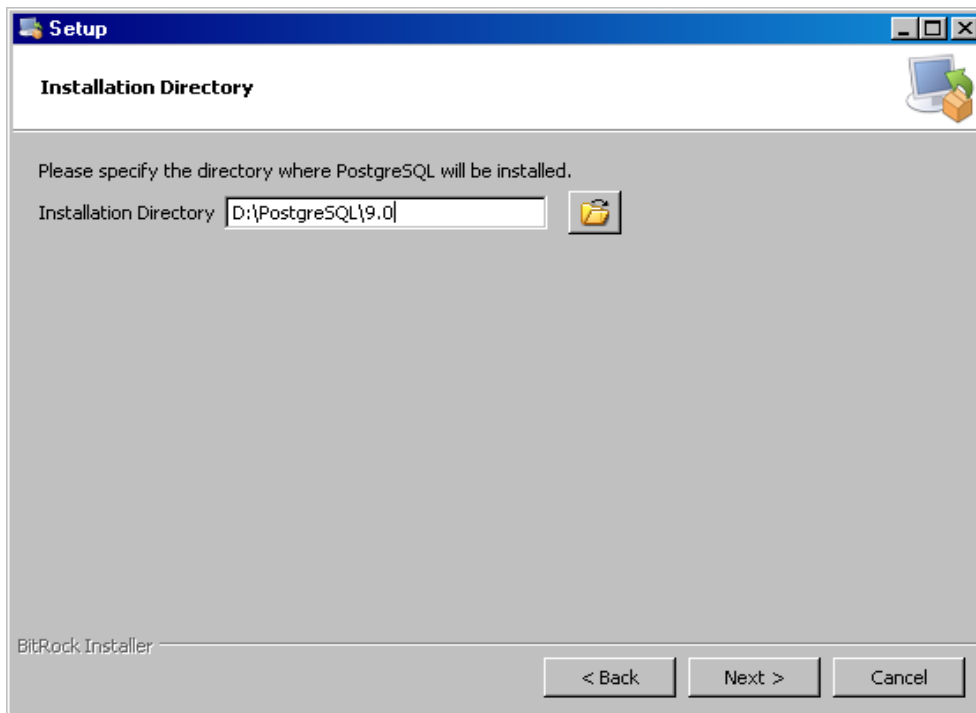 Setup
Installation Directory
Please specify the directory where PostgreSQL will be installed.
Installation Directory D:\PostgreSQL\9.0
BitRock Installer
< Back Next > Cancel